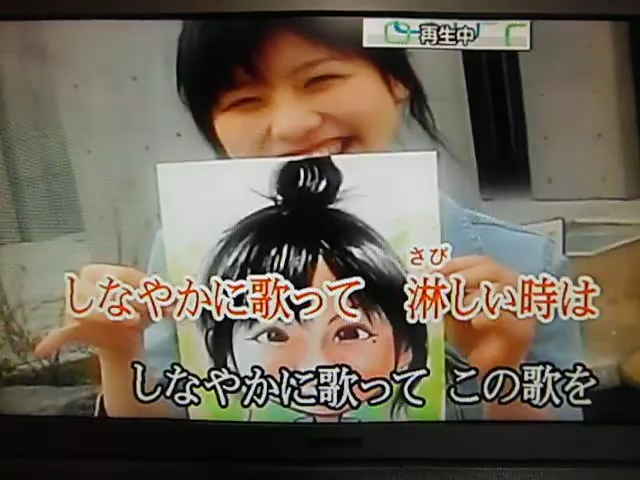 再生中
しなやかに歌って 淋しい時は
さび
しなやかに歌って この歌を